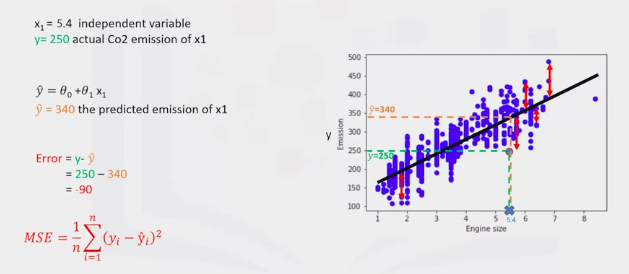 x₁ = 5.4 independent variable
y= 250 actual Co2 emission of x1
ŷ = θ₀ +θ₁ x₁
ŷ = 340 the predicted emission of x1
Error = y- ŷ
= 250 – 340
= -90
MSE = 1/n ∑ᵢ₌₁ⁿ (yᵢ – ŷᵢ)²
500
450
400
350
300
250
200
150
100
ŷ=340
y=250
y
Emission
1
2
3
4
5
5.4
6
7
8
Engine size